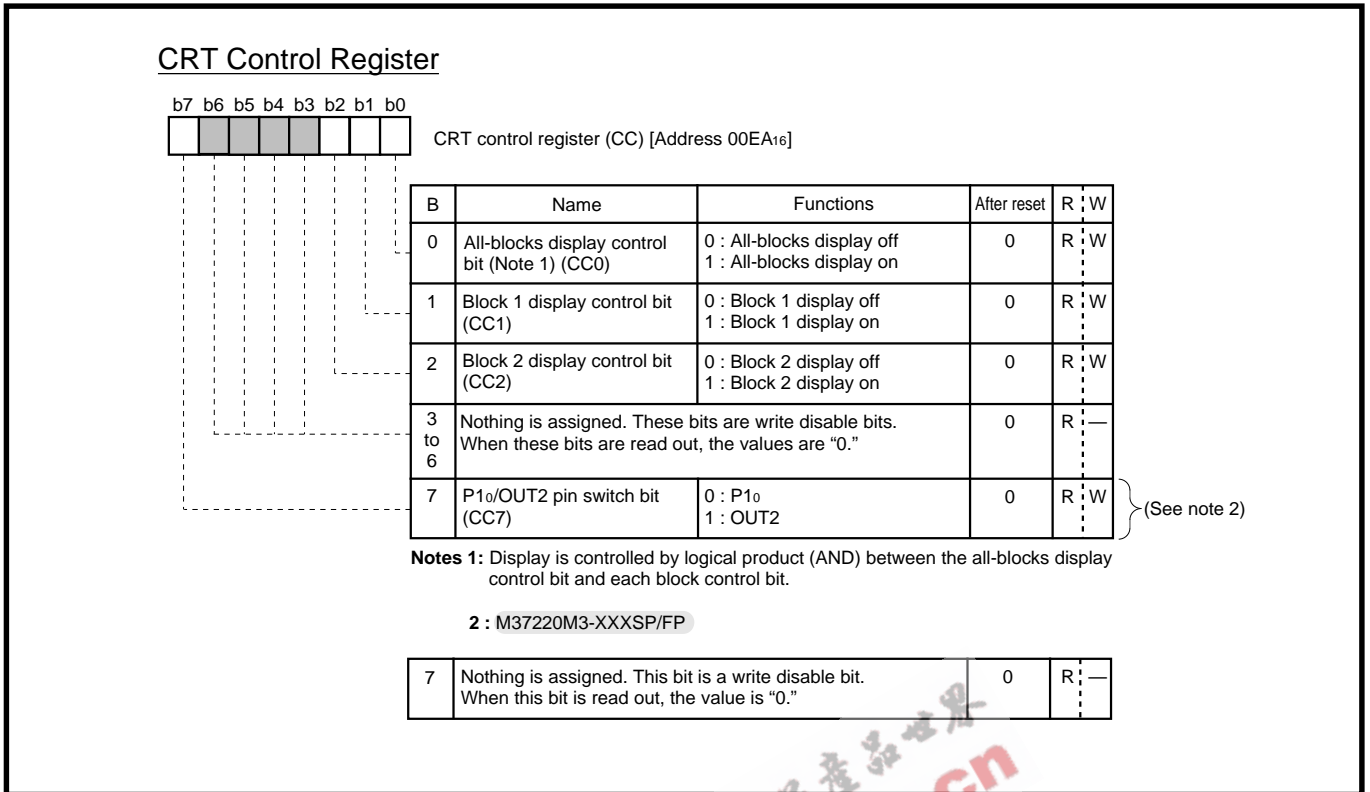 CRT Control Register
b7 b6 b5 b4 b3 b2 b1 b0
CRT control register (CC) [Address 00EA16]
B Name Functions After reset R W
0 All-blocks display control bit (Note 1) (CC0) 0 : All-blocks display off 0 R W
1 : All-blocks display on
1 Block 1 display control bit (CC1) 0 : Block 1 display off 0 R W
1 : Block 1 display on
2 Block 2 display control bit (CC2) 0 : Block 2 display off 0 R W
1 : Block 2 display on
3 to 6 Nothing is assigned. These bits are write disable bits. 0 R —
When these bits are read out, the values are “0.”
7 P10/OUT2 pin switch bit (CC7) 0 : P10 0 R W
1 : OUT2
(See note 2)
Notes 1: Display is controlled by logical product (AND) between the all-blocks display
control bit and each block control bit.
2 : M37220M3-XXXSP/FP
7 Nothing is assigned. This bit is a write disable bit. 0 R —
When this bit is read out, the value is “0.”
产品世界
.cn